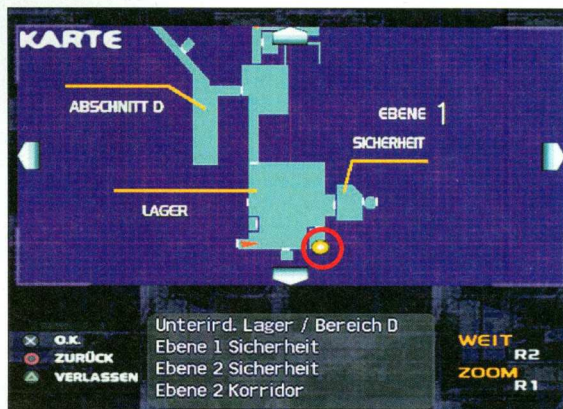 KARTE
ABSCHNITT D
EBENE 1
SICHERHEIT
LAGER
O.K.
ZURÜCK
VERLASSEN
Unterird. Lager / Bereich D
Ebene 1 Sicherheit
Ebene 2 Sicherheit
Ebene 2 Korridor
WEIT
R2
ZOOM
R1